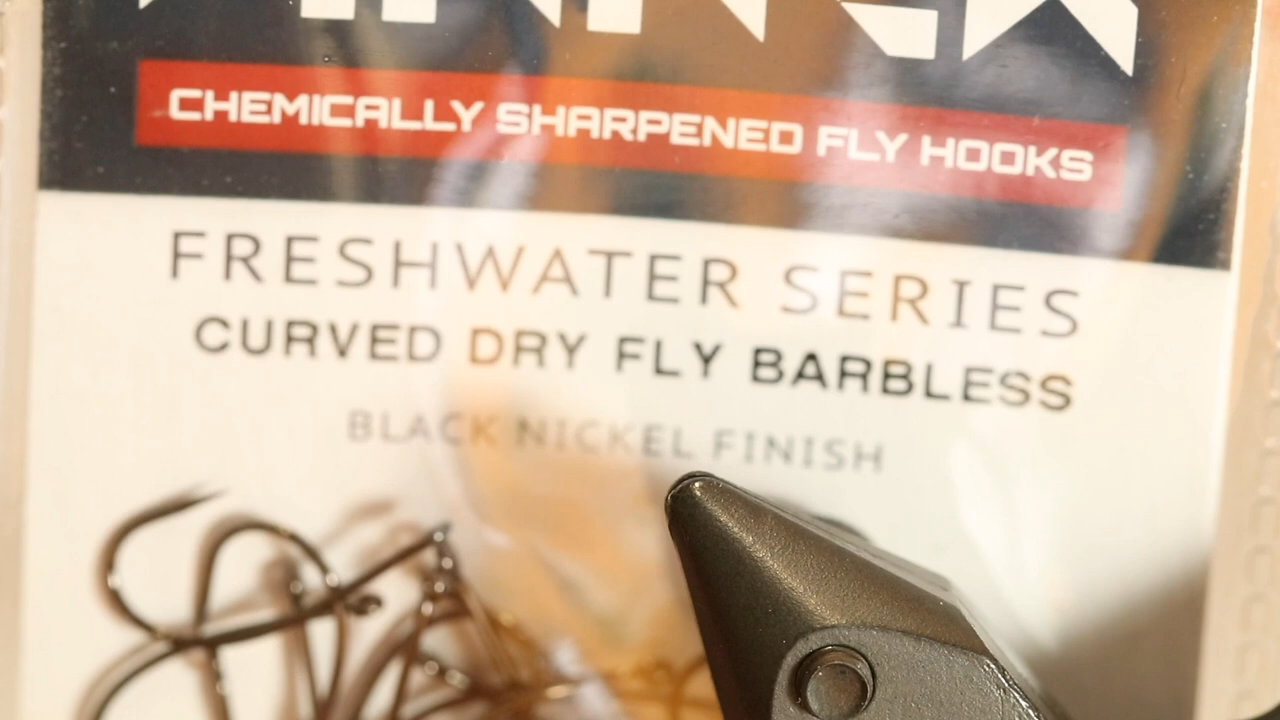 CHEMICALLY SHARPENED FLY HOOKS
FRESHWATER SERIES
CURVED DRY FLY BARBLESS
BLACK NICKEL FINISH